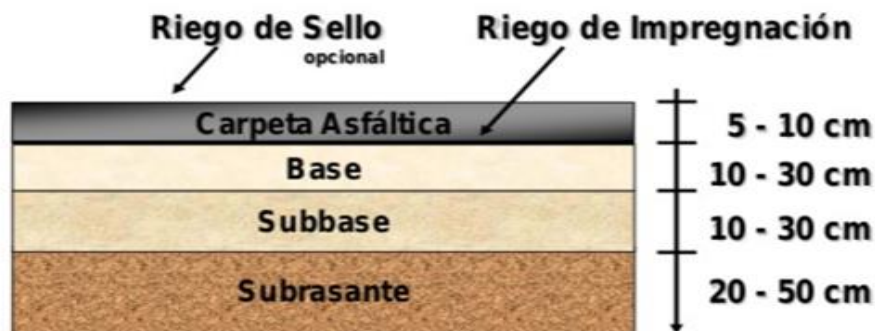 Riego de Sello
opcional
Riego de Impregnación
Carpeta Asfáltica
5 - 10 cm
Base
10 - 30 cm
Subbase
10 - 30 cm
Subrasante
20 - 50 cm